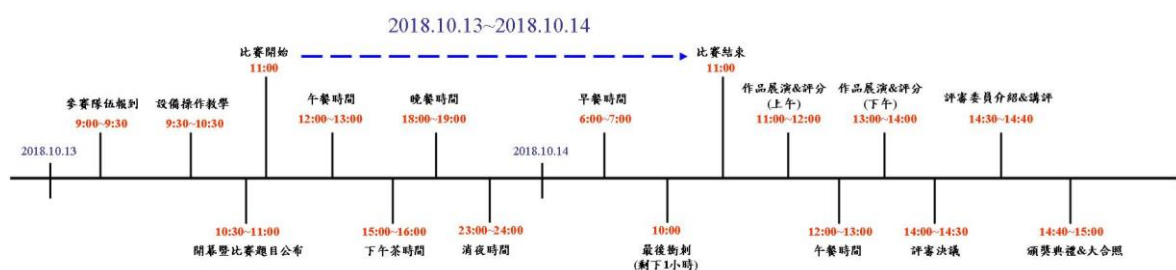 2018.10.13~2018.10.14
比賽開始
11:00
比賽結束
11:00
參賽隊伍報到
9:00~9:30
設備操作教學
9:30~10:30
午餐時間
12:00~13:00
晚餐時間
18:00~19:00
早餐時間
6:00~7:00
作品展演&評分
(上午)
11:00~12:00
作品展演&評分
(下午)
13:00~14:00
評審委員介紹&講評
14:30~14:40
2018.10.13
2018.10.14
10:30~11:00
開幕暨比賽題目公布
15:00~16:00
下午茶時間
23:00~24:00
消夜時間
10:00
最後衝刺
(剩下1小時)
12:00~13:00
午餐時間
14:00~14:30
評審決議
14:40~15:00
頒獎典禮&大合照